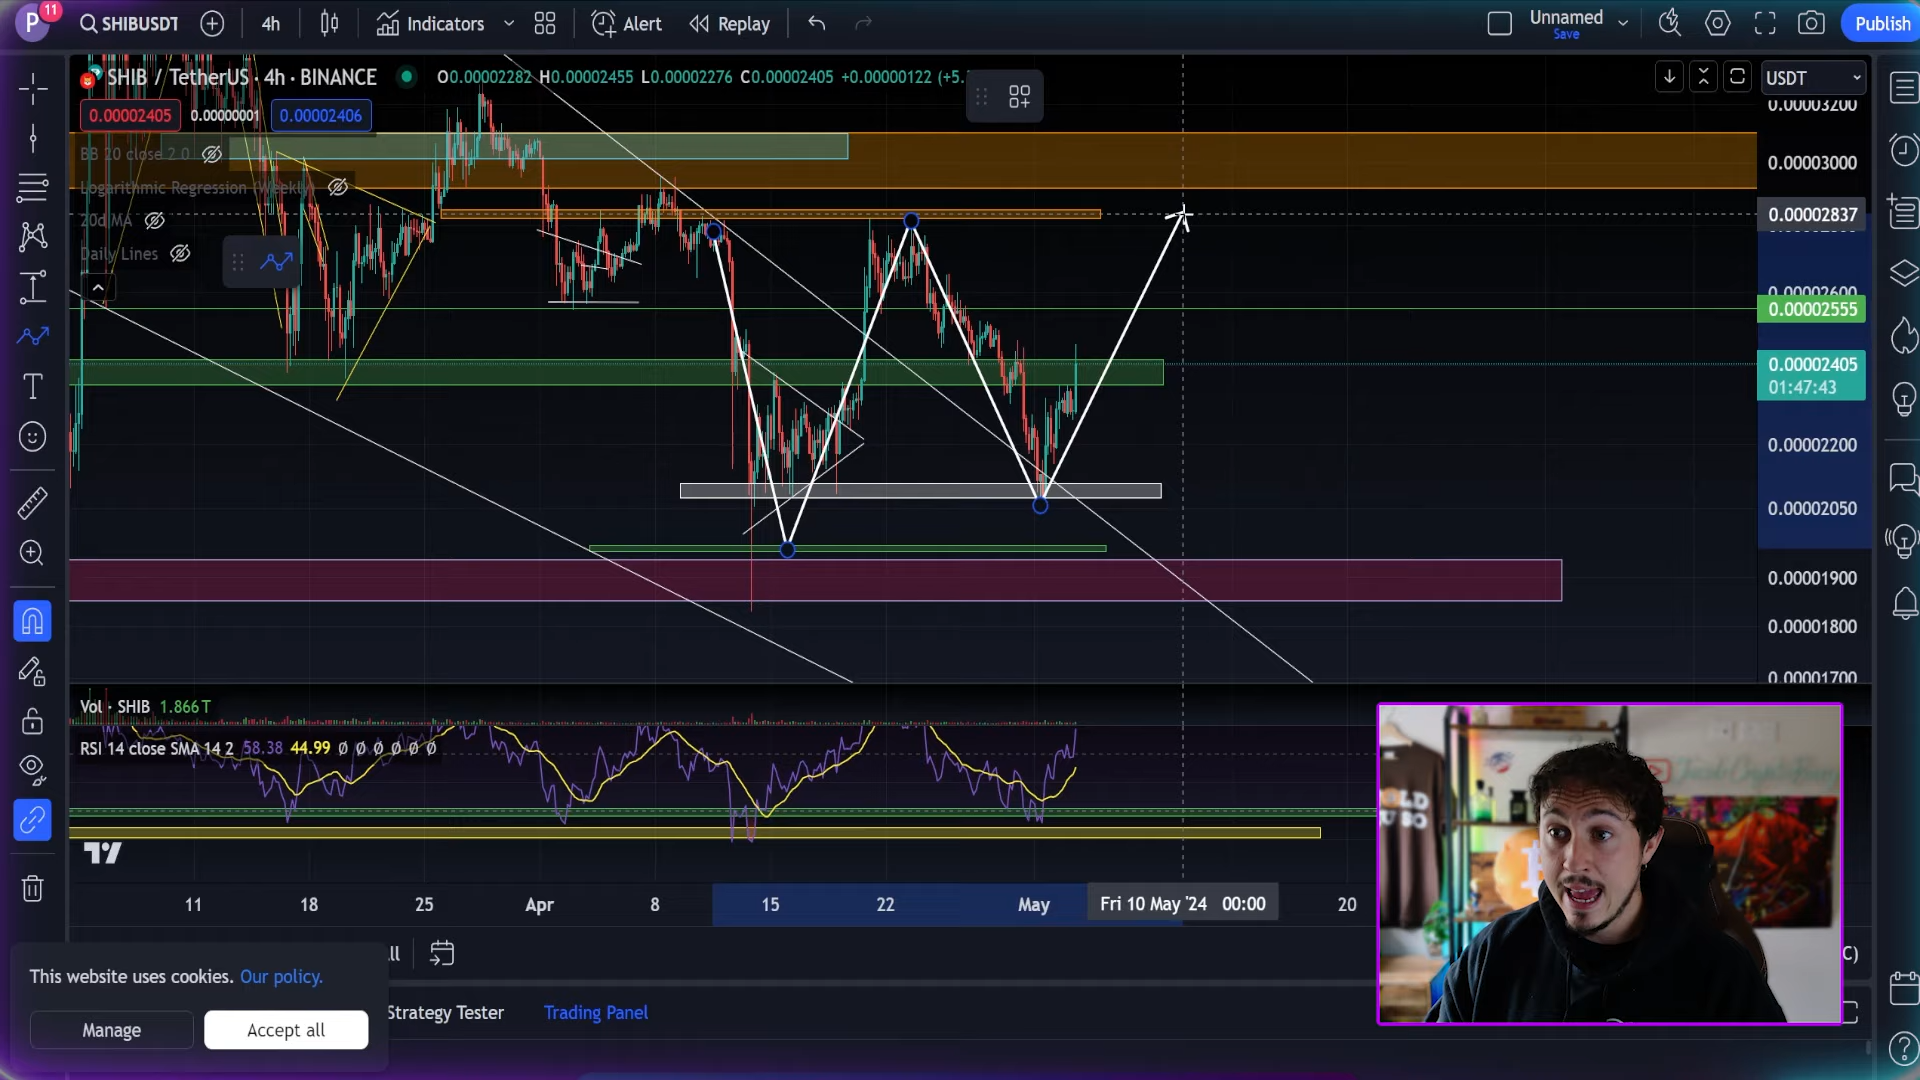 P
11
SHIBUSDT
4h
Indicators
Alert
Replay
Unnamed
Save
Publish
SHIB / TetherUS · 4h · BINANCE
O0.00002282 H0.00002455 L0.00002276 C0.00002405 +0.00000122 (+5.
USDT
0.00002405
0.00000001
0.00002406
BB 20 close 2.0
Logarithmic Regression (Weekly)
20d MA
Daily Lines
0.00003200
0.00003000
0.00002837
0.00002600
0.00002555
0.00002405
01:47:43
0.00002200
0.00002050
0.00001900
0.00001800
0.00001700
Vol · SHIB 1.866T
RSI 14 close SMA 14 2 58.38 44.99 Ø Ø Ø Ø Ø Ø
11
18
25
Apr
8
15
22
May
Fri 10 May '24 00:00
20
This website uses cookies. Our policy.
Manage
Accept all
Strategy Tester
Trading Panel